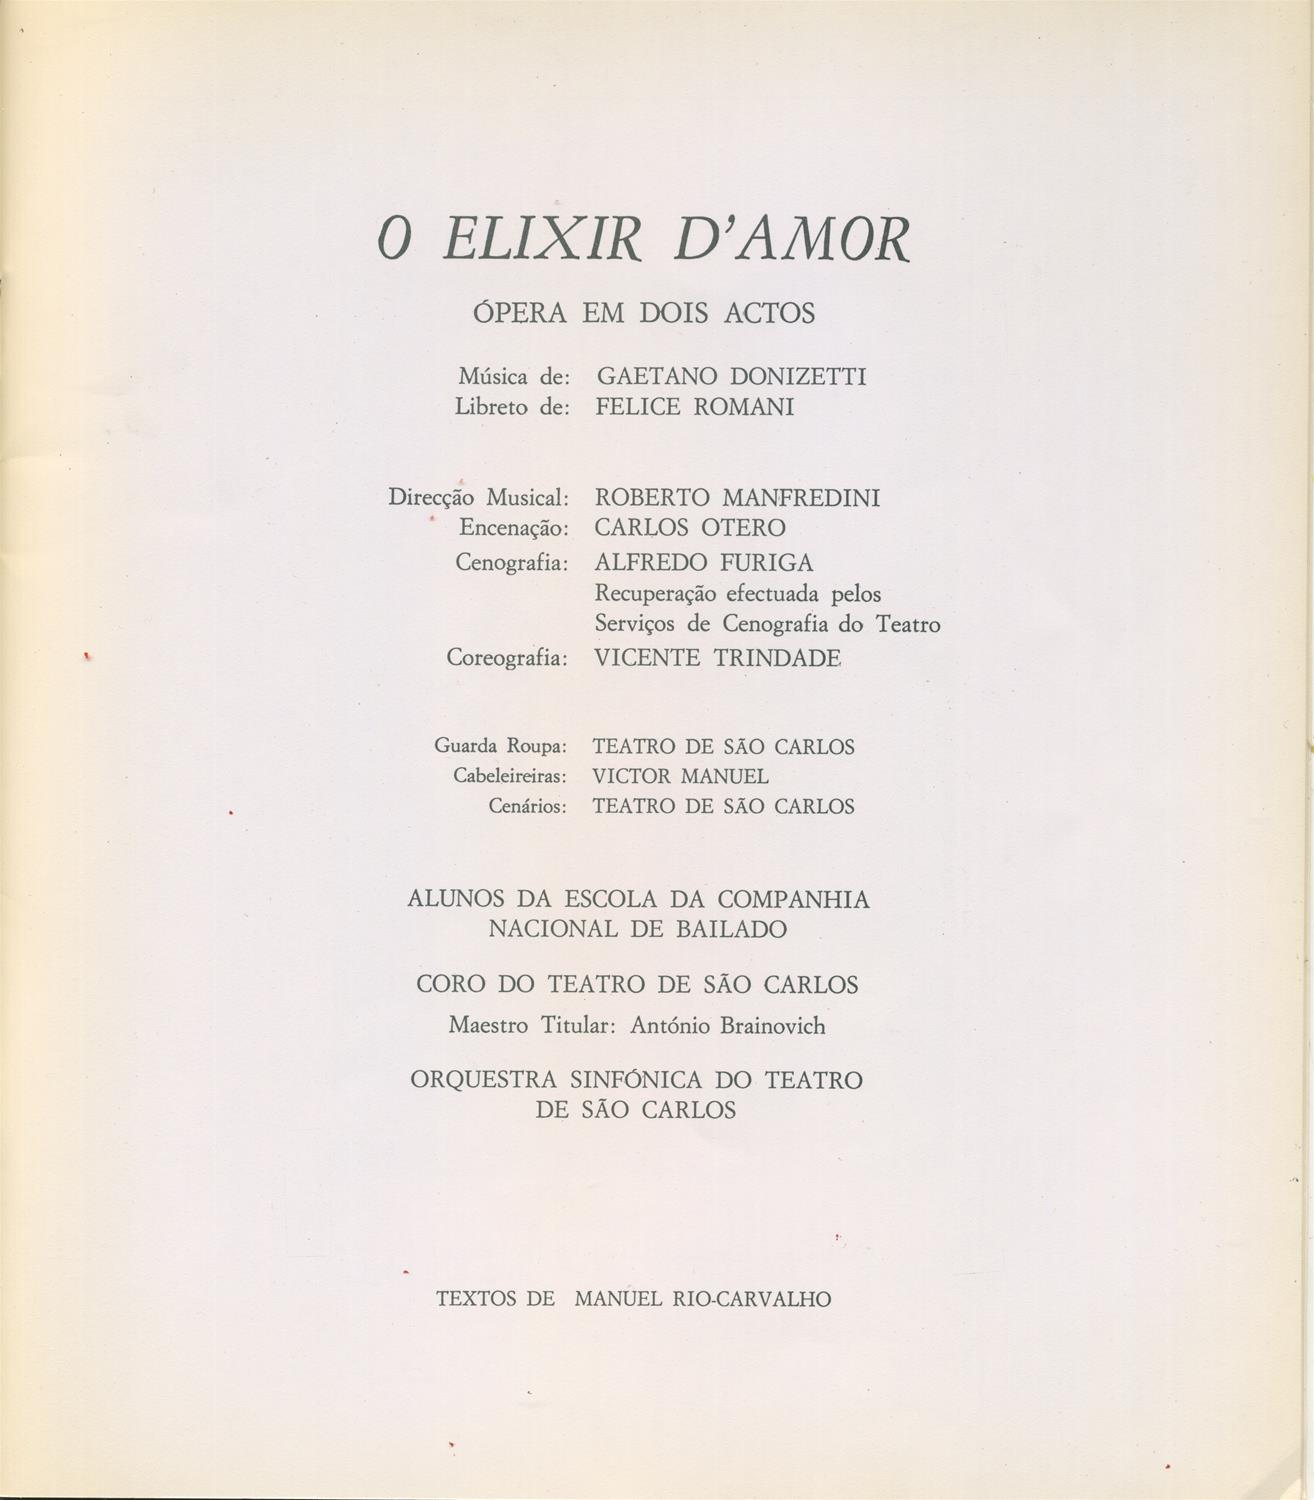 O ELIXIR D'AMOR
ÓPERA EM DOIS ACTOS
Música de: GAETANO DONIZETTI
Libreto de: FELICE ROMANI
Direcção Musical: ROBERTO MANFREDINI
Encenação: CARLOS OTERO
Cenografia: ALFREDO FURIGA
Recuperação efectuada pelos
Serviços de Cenografia do Teatro
Coreografia: VICENTE TRINDADE
Guarda Roupa: TEATRO DE SÃO CARLOS
Cabeleireiras: VICTOR MANUEL
Cenários: TEATRO DE SÃO CARLOS
ALUNOS DA ESCOLA DA COMPANHIA
NACIONAL DE BAILADO
CORO DO TEATRO DE SÃO CARLOS
Maestro Titular: António Brainovich
ORQUESTRA SINFÓNICA DO TEATRO
DE SÃO CARLOS
TEXTOS DE MANUEL RIO-CARVALHO